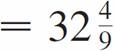 = 32 4/9